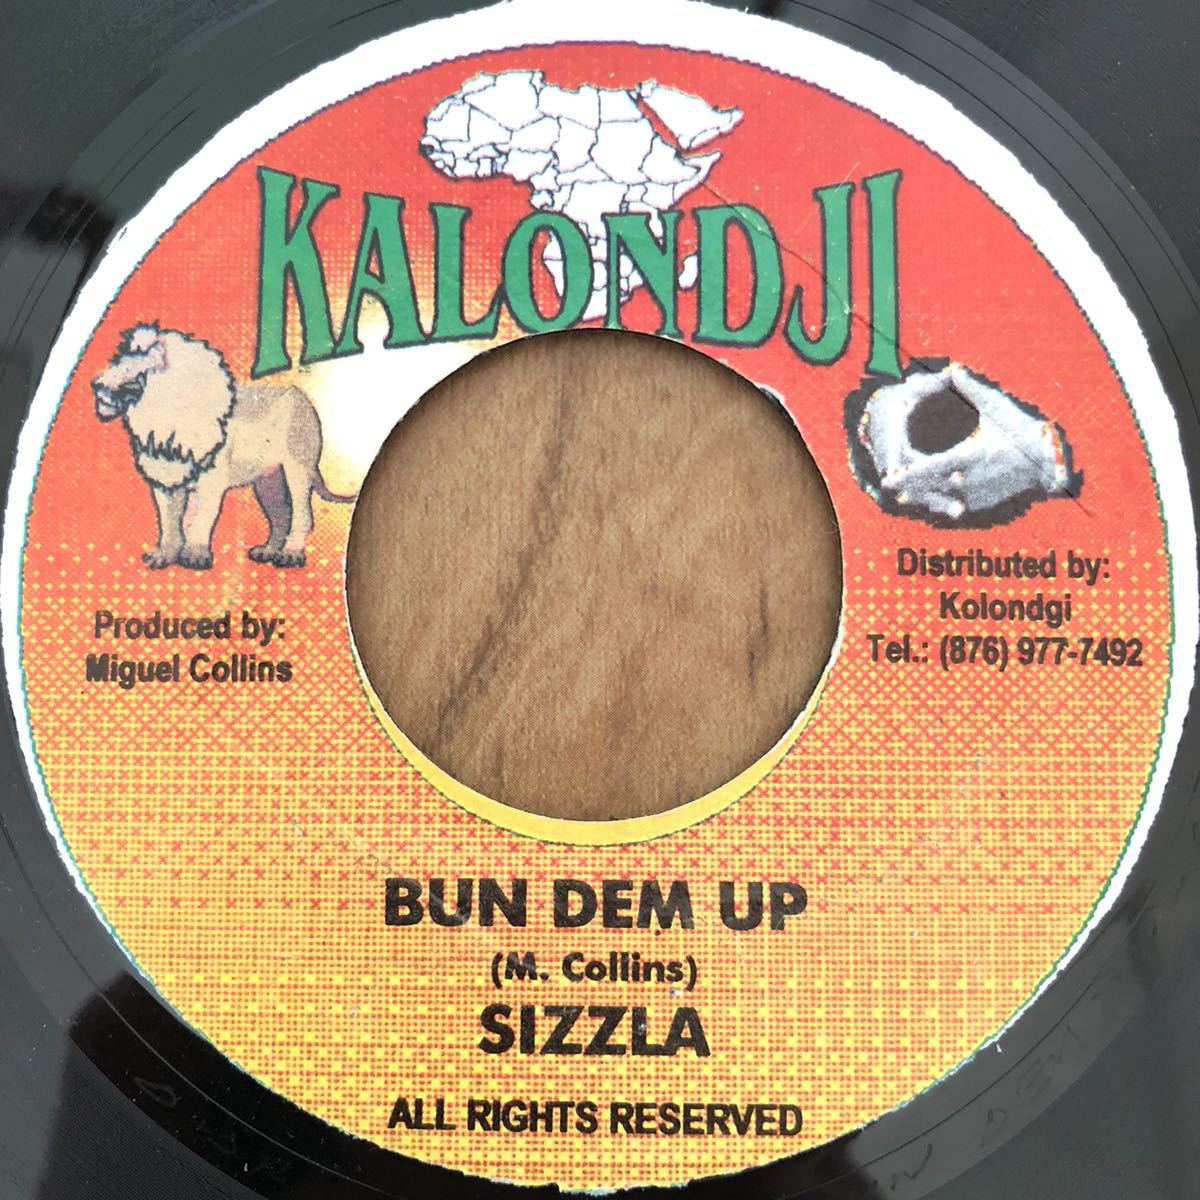 KALONDJI
Produced by:
Miguel Collins
Distributed by:
Kolondgi
Tel.: (876) 977-7492
BUN DEM UP
(M. Collins)
SIZZLA
ALL RIGHTS RESERVED